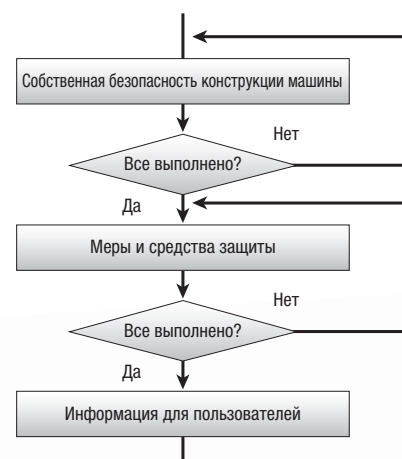 Собственная безопасность конструкции машины
Нет
Все выполнено?
Да
Меры и средства защиты
Нет
Все выполнено?
Да
Информация для пользователей